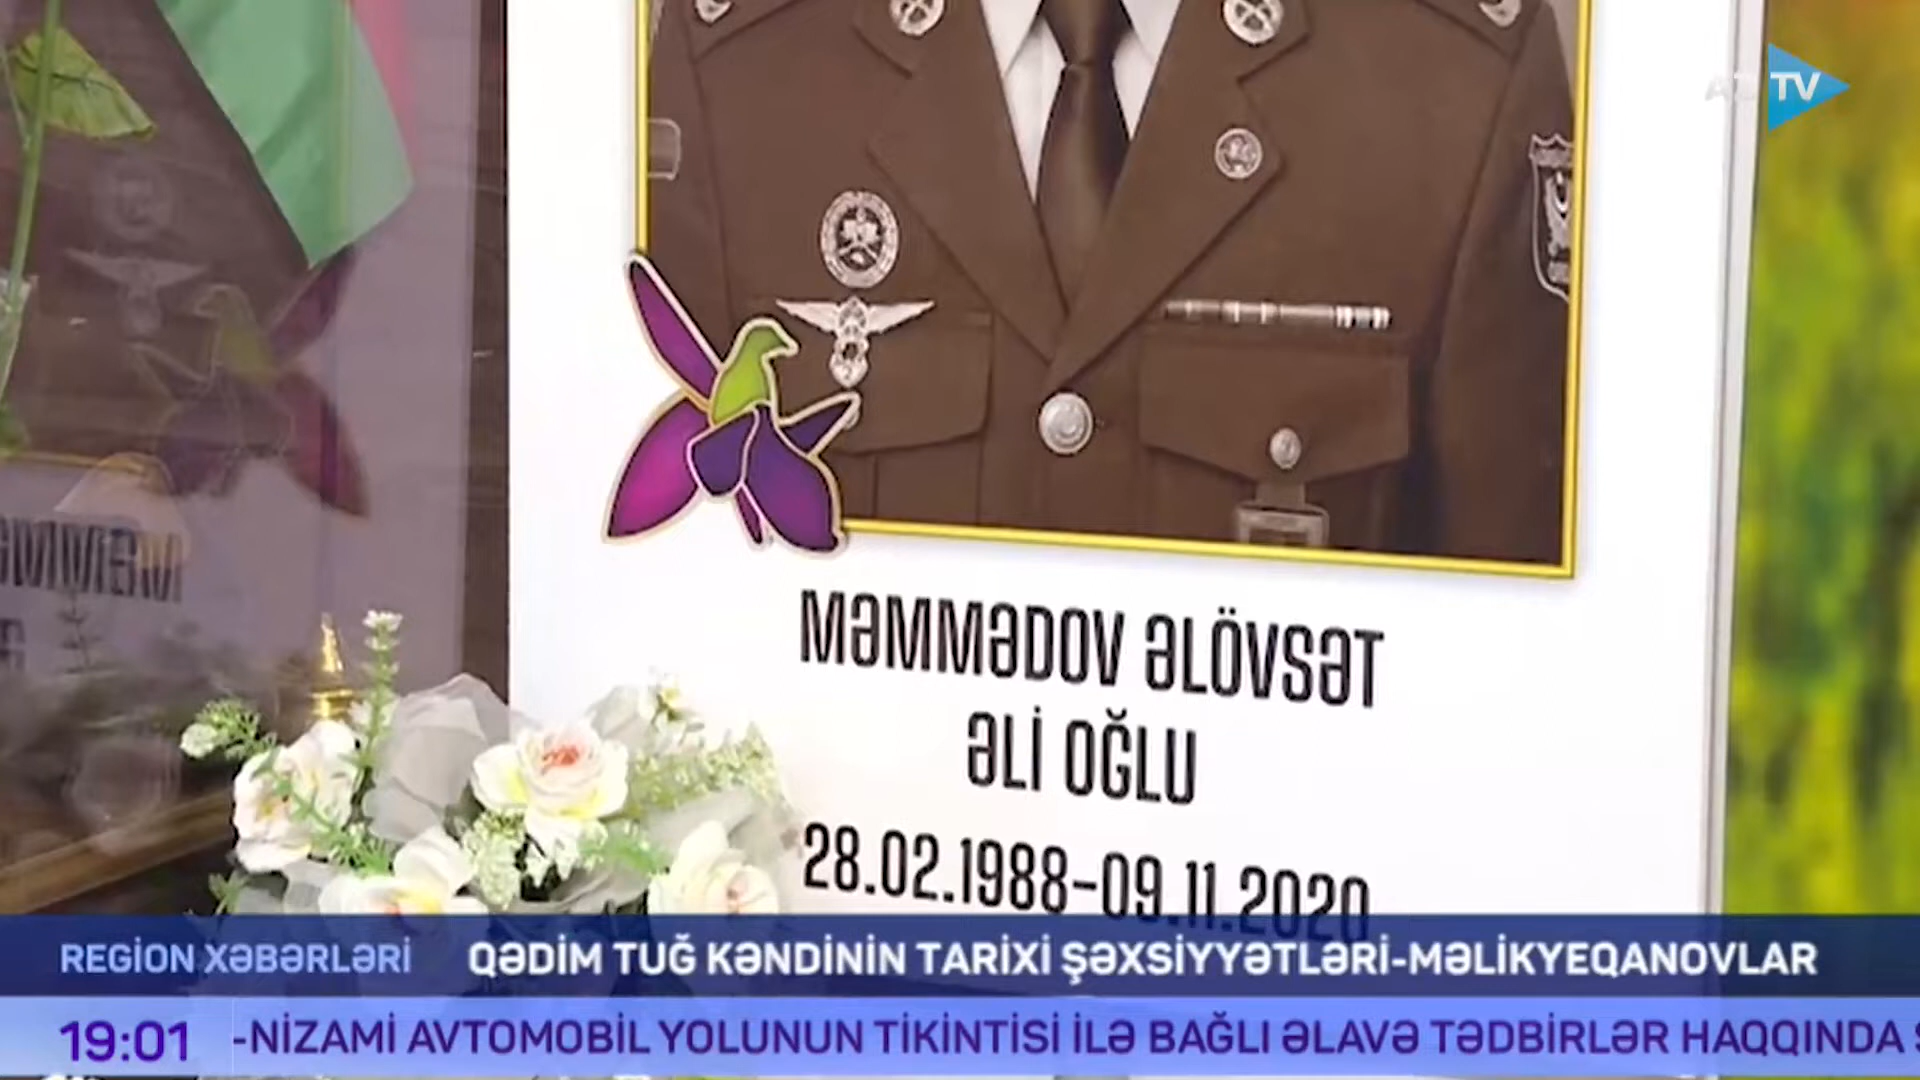 AZTV
MƏMMƏDOV ƏLÖVSƏT
ƏLİ OĞLU
28.02.1988-09.11.2020
REGİON XƏBƏRLƏRİ QƏDİM TUĞ KƏNDİNİN TARİXİ ŞƏXSİYYƏTLƏRİ-MƏLİKYEQANOVLAR
19:01 -NİZAMİ AVTOMOBİL YOLUNUN TİKİNTİSİ İLƏ BAĞLI ƏLAVƏ TƏDBİRLƏR HAQQINDA